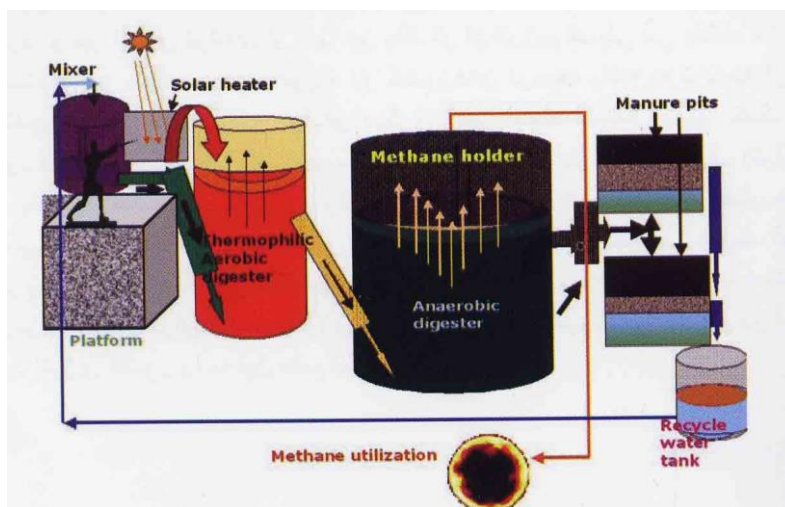 Mixer
Solar heater
Manure pits
Methane holder
Thermophilic
Aerobic
digester
Anaerobic
digester
Platform
Recycle
water
tank
Methane utilization